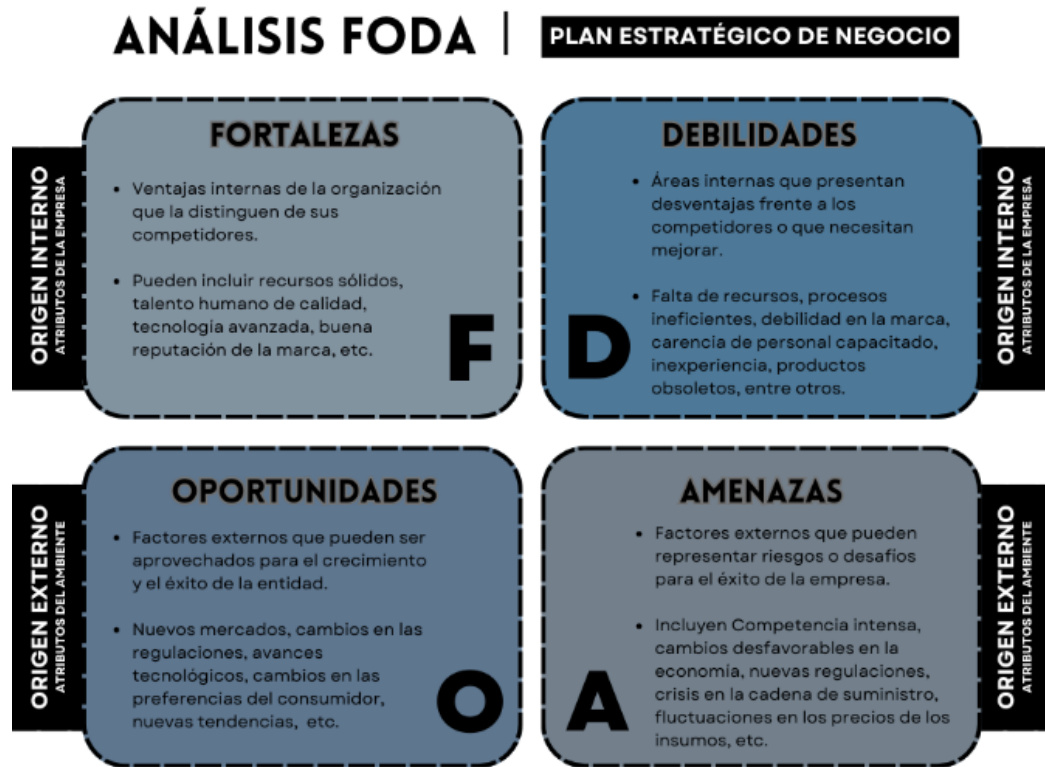 ANÁLISIS FODA | PLAN ESTRATÉGICO DE NEGOCIO
ORIGEN INTERNO
ATRIBUTOS DE LA EMPRESA
FORTALEZAS
• Ventajas internas de la organización
que la distinguen de sus
competidores.
• Pueden incluir recursos sólidos,
talento humano de calidad,
tecnología avanzada, buena
reputación de la marca, etc.
F
DEBILIDADES
• Áreas internas que presentan
desventajas frente a los
competidores o que necesitan
mejorar.
• Falta de recursos, procesos
ineficientes, debilidad en la marca,
carencia de personal capacitado,
inexperiencia, productos
obsoletos, entre otros.
D
ORIGEN INTERNO
ATRIBUTOS DE LA EMPRESA
ORIGEN EXTERNO
ATRIBUTOS DEL AMBIENTE
OPORTUNIDADES
• Factores externos que pueden ser
aprovechados para el crecimiento
y el éxito de la entidad.
• Nuevos mercados, cambios en las
regulaciones, avances
tecnológicos, cambios en las
preferencias del consumidor,
nuevas tendencias, etc.
O
AMENAZAS
• Factores externos que pueden
representar riesgos o desafíos
para el éxito de la empresa.
• Incluyen Competencia intensa,
cambios desfavorables en la
economía, nuevas regulaciones,
crisis en la cadena de suministro,
fluctuaciones en los precios de los
insumos, etc.
A
ORIGEN EXTERNO
ATRIBUTOS DEL AMBIENTE